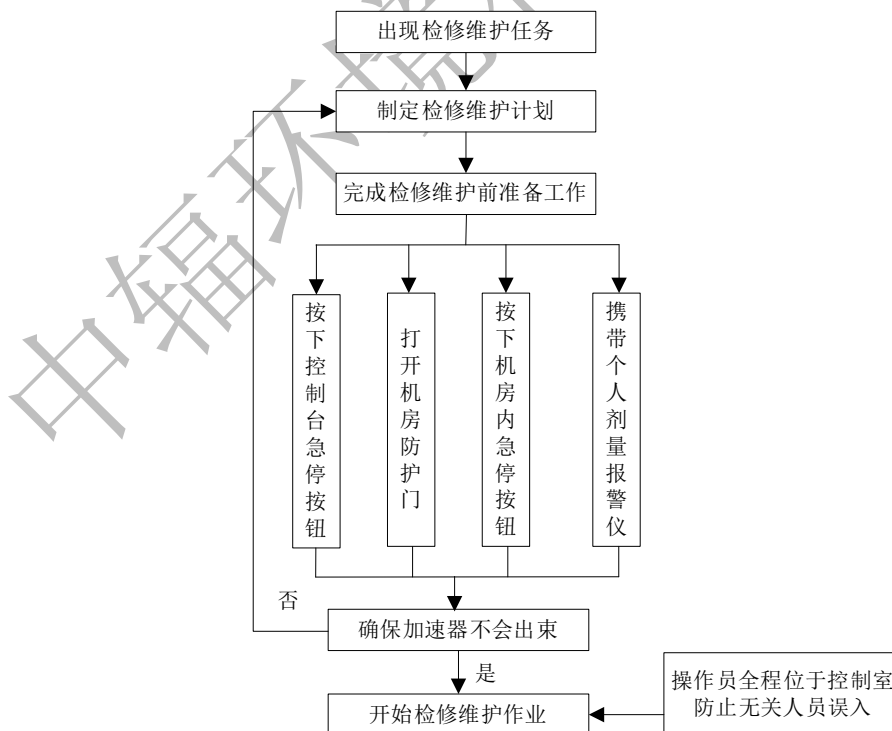 出现检修维护任务
制定检修维护计划
完成检修维护前准备工作
按下控制台急停按钮
打开机房防护门
按下机房内急停按钮
携带个人剂量报警仪
否
确保加速器不会出束
是
操作员全程位于控制室
防止无关人员误入
开始检修维护作业
中辐环境